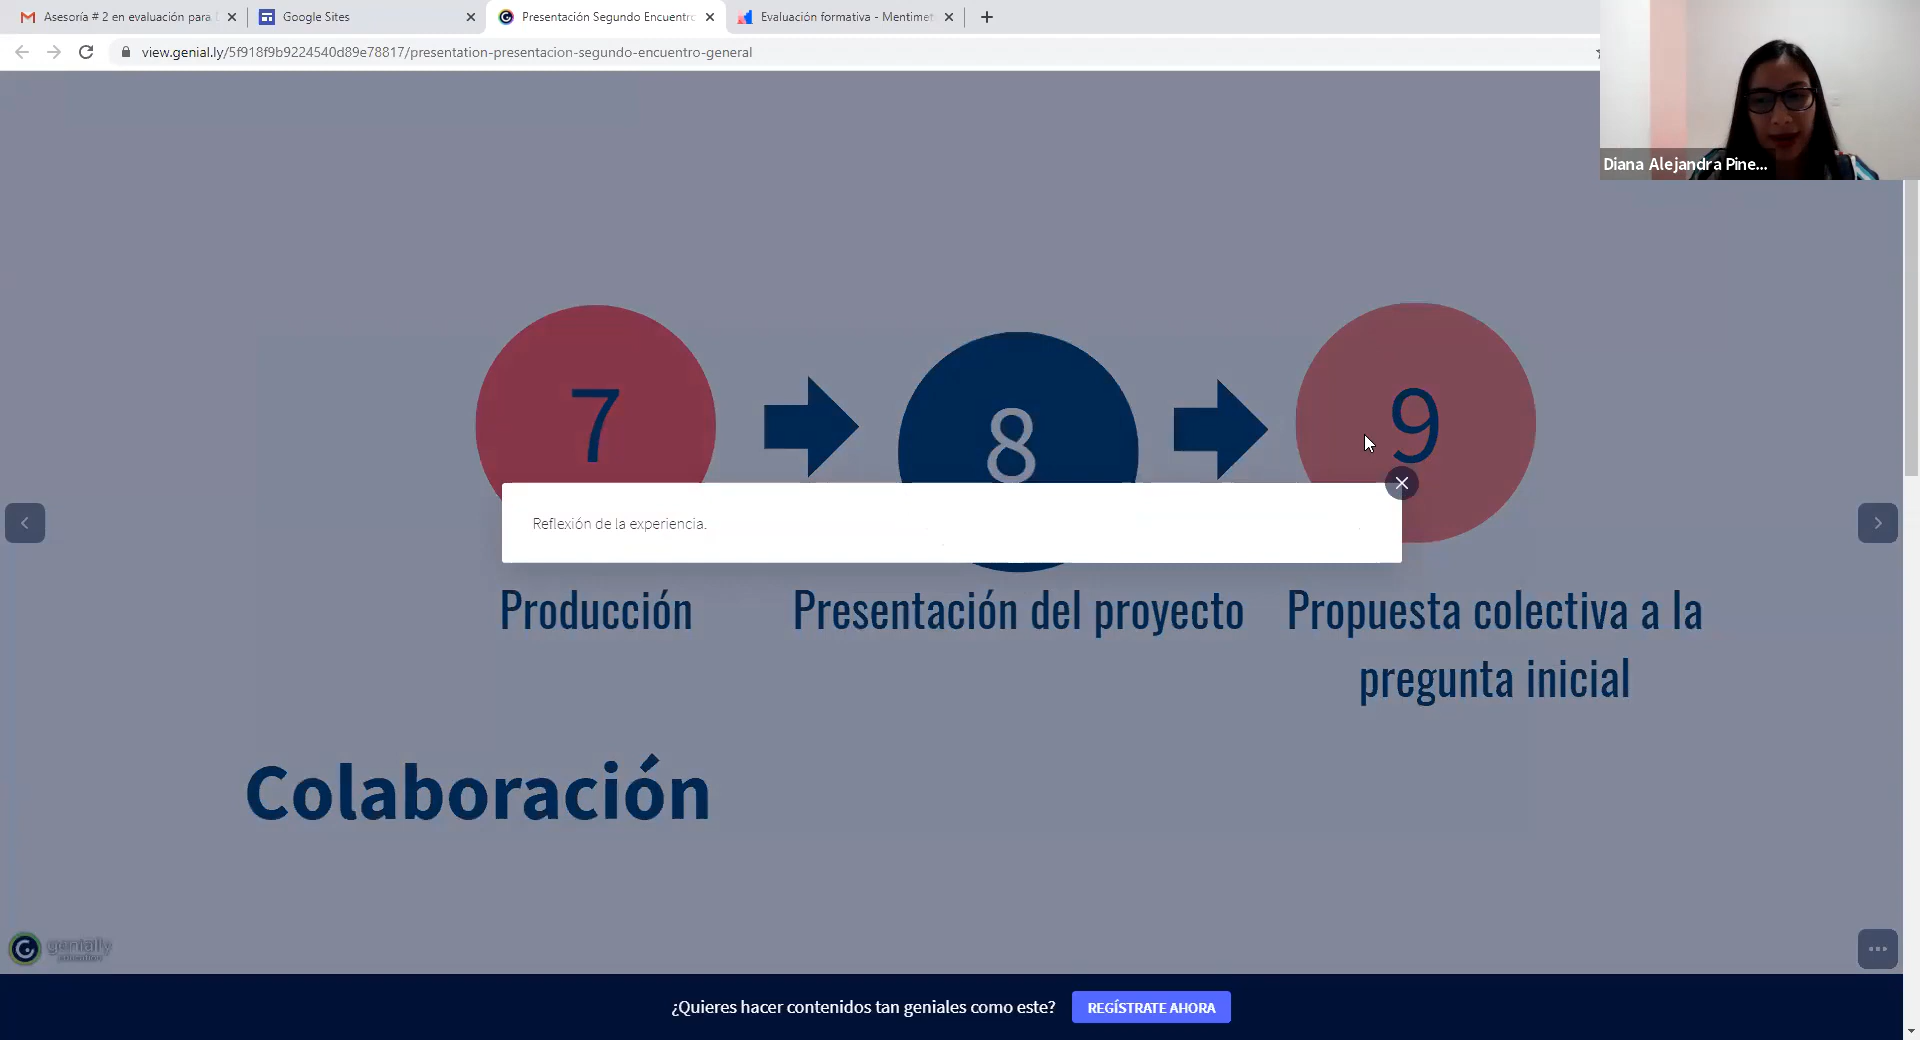 Asesoría # 2 en evaluación para
Google Sites
Presentación Segundo Encuentro
Evaluación formativa - Mentimet
view.genial.ly/5f918f9b9224540d89e78817/presentation-presentacion-segundo-encuentro-general
Diana Alejandra Pine...
7
8
9
Reflexión de la experiencia.
Producción
Presentación del proyecto
Propuesta colectiva a la
pregunta inicial
Colaboración
genially
education
¿Quieres hacer contenidos tan geniales como este?
REGÍSTRATE AHORA